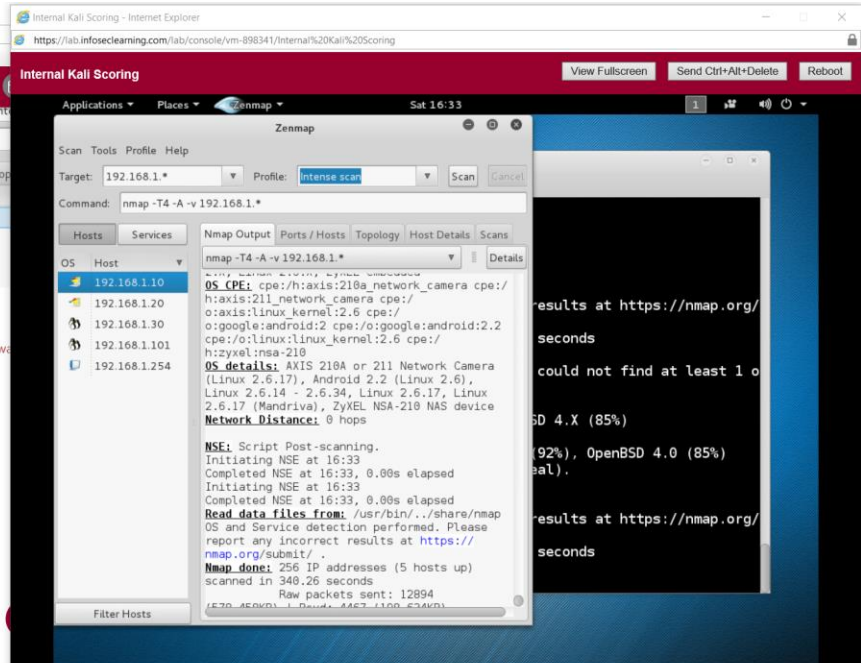 Internal Kali Scoring - Internet Explorer
https://lab.infoseclearning.com/lab/console/vm-898341/Internal%20Kali%20Scoring
Internal Kali Scoring
View Fullscreen
Send Ctrl+Alt+Delete
Reboot
Applications Places Zenmap Sat 16:33 1
Zenmap
Scan Tools Profile Help
Target: 192.168.1.* Profile: Intense scan Scan Cancel
Command: nmap -T4 -A -v 192.168.1.*
Hosts Services
OS Host
192.168.1.10
192.168.1.20
192.168.1.30
192.168.1.101
192.168.1.254
Filter Hosts
Nmap Output Ports / Hosts Topology Host Details Scans
nmap -T4 -A -v 192.168.1.* Details
OS CPE: cpe:/h:axis:210a_network_camera cpe:/
h:axis:211_network_camera cpe:/
o:axis:linux_kernel:2.6 cpe:/
o:google:android:2 cpe:/o:google:android:2.2
cpe:/o:linux:linux_kernel:2.6 cpe:/
h:zyxel:nsa-210
OS details: AXIS 210A or 211 Network Camera
(Linux 2.6.17), Android 2.2 (Linux 2.6),
Linux 2.6.14 - 2.6.34, Linux 2.6.17, Linux
2.6.17 (Mandriva), ZyXEL NSA-210 NAS device
Network Distance: 0 hops
NSE: Script Post-scanning.
Initiating NSE at 16:33
Completed NSE at 16:33, 0.00s elapsed
Initiating NSE at 16:33
Completed NSE at 16:33, 0.00s elapsed
Read data files from: /usr/bin/../share/nmap
OS and Service detection performed. Please
report any incorrect results at https://
nmap.org/submit/ .
Nmap done: 256 IP addresses (5 hosts up)
scanned in 340.26 seconds
Raw packets sent: 12894
results at https://nmap.org/
seconds
could not find at least 1 o
SD 4.X (85%)
(92%), OpenBSD 4.0 (85%)
eal).
results at https://nmap.org/
seconds